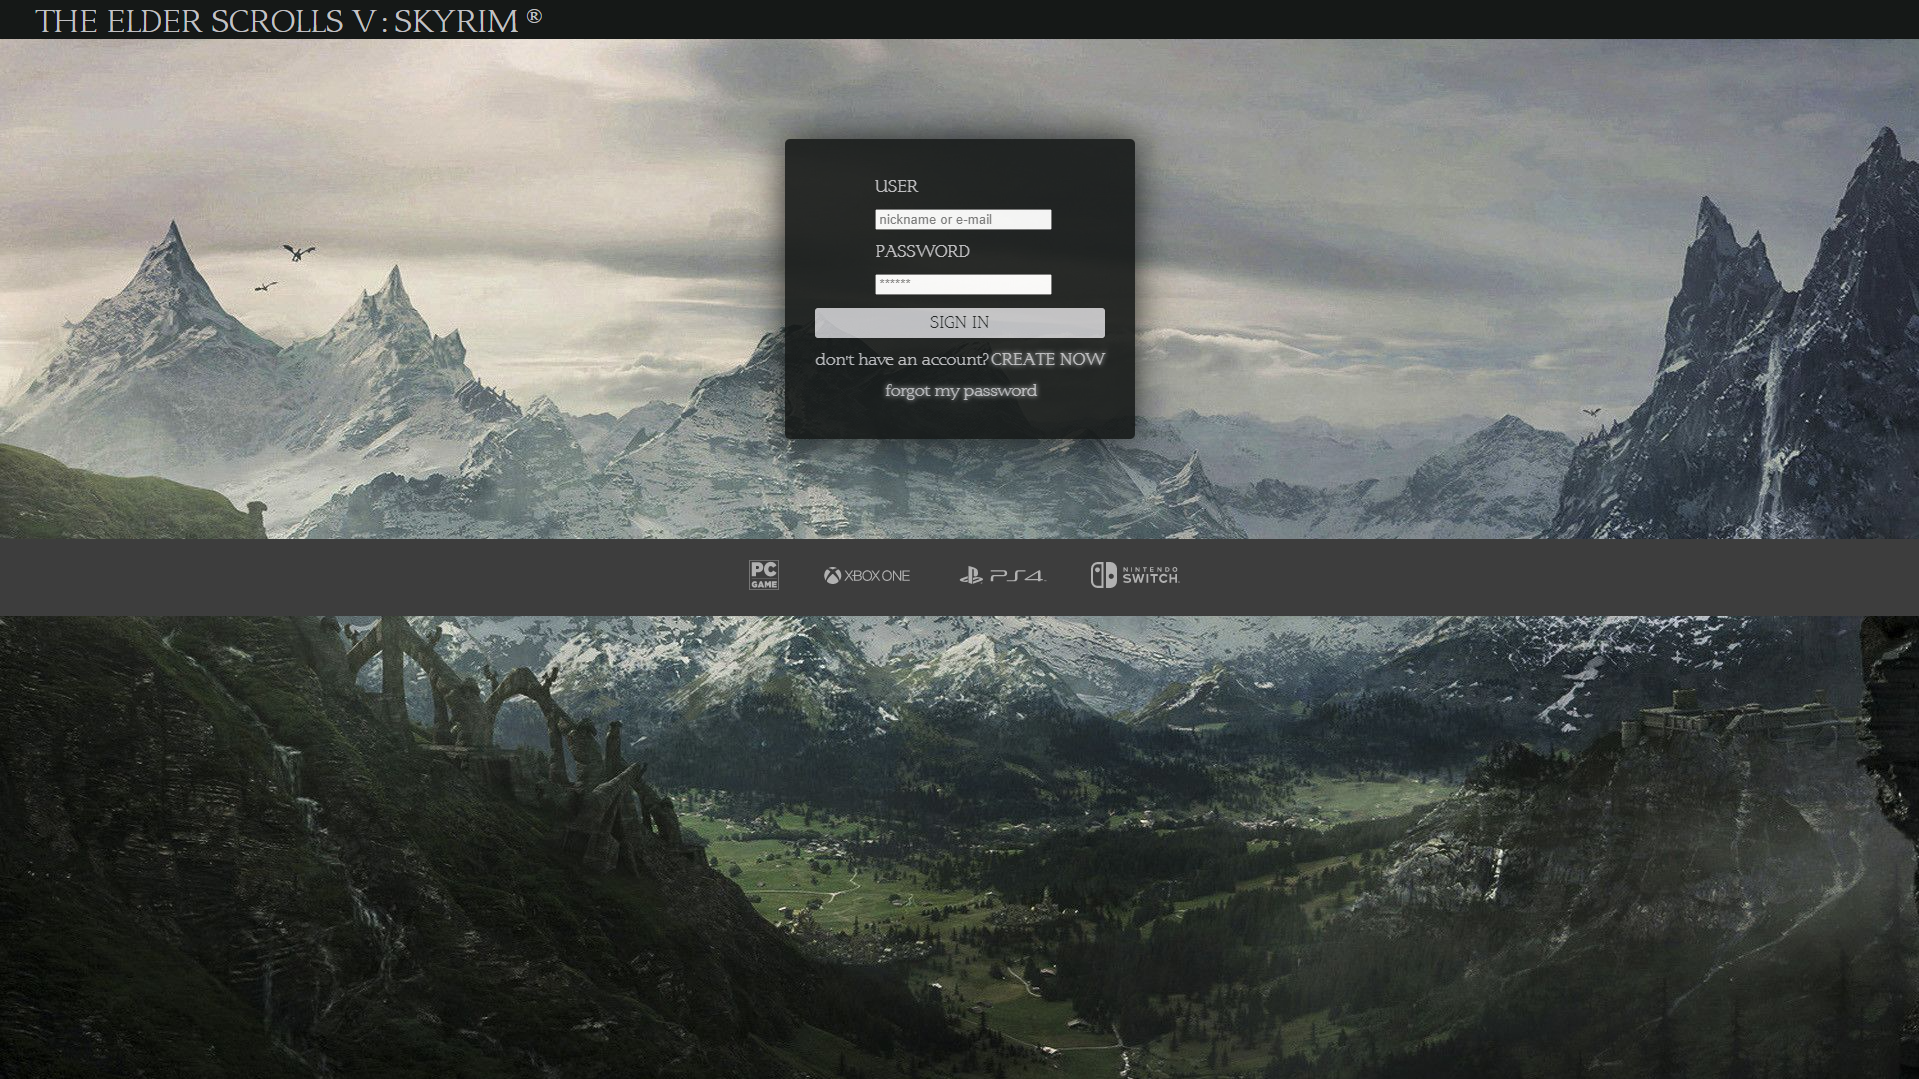 THE ELDER SCROLLS V : SKYRIM ®
USER
nickname or e-mail
PASSWORD
******
SIGN IN
don't have an account? CREATE NOW
forgot my password
PC GAME
XBOX ONE
PS4
NINTENDO SWITCH